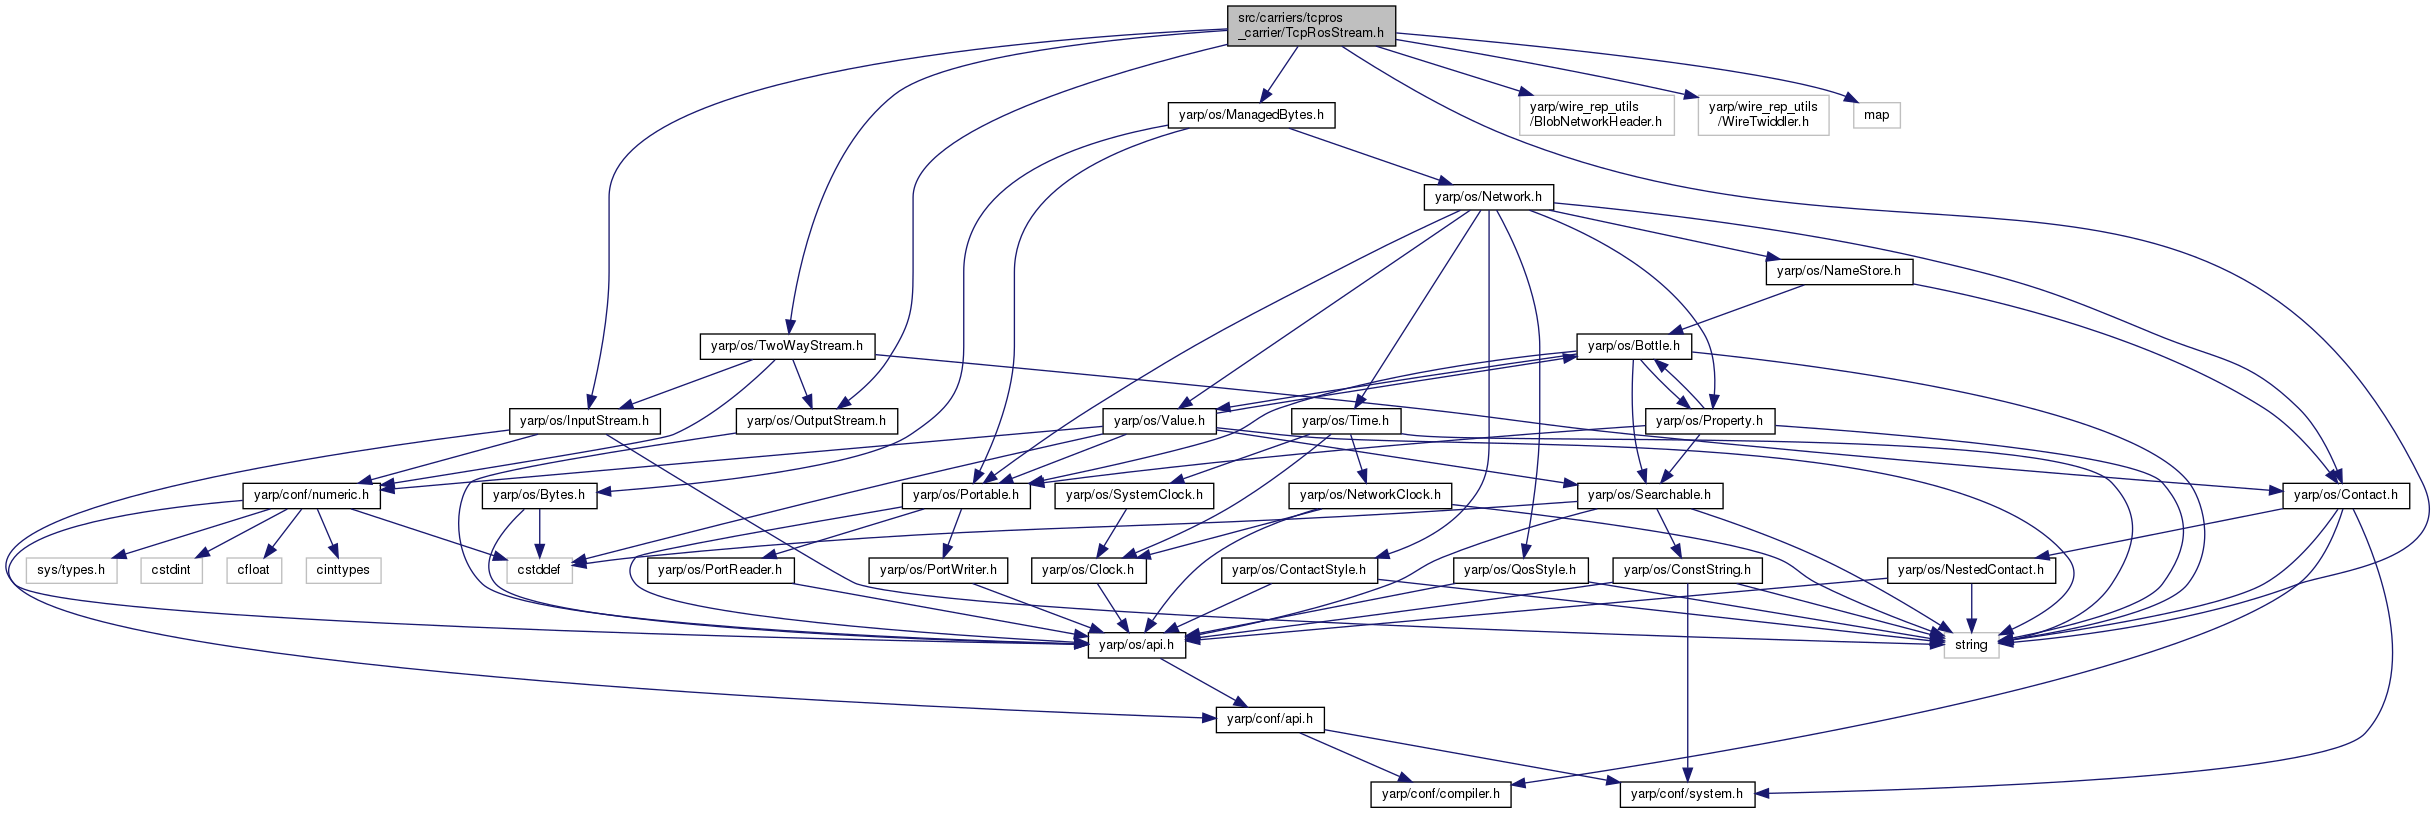 src/carriers/tcpros
_carrier/TcpRosStream.h
yarp/os/ManagedBytes.h
yarp/wire_rep_utils
/BlobNetworkHeader.h
yarp/wire_rep_utils
/WireTwiddler.h
map
yarp/os/Network.h
yarp/os/NameStore.h
yarp/os/TwoWayStream.h
yarp/os/Bottle.h
yarp/os/InputStream.h
yarp/os/OutputStream.h
yarp/os/Value.h
yarp/os/Time.h
yarp/os/Property.h
yarp/conf/numeric.h
yarp/os/Bytes.h
yarp/os/Portable.h
yarp/os/SystemClock.h
yarp/os/NetworkClock.h
yarp/os/Searchable.h
yarp/os/Contact.h
sys/types.h
cstdint
cfloat
cinttypes
cstddef
yarp/os/PortReader.h
yarp/os/PortWriter.h
yarp/os/Clock.h
yarp/os/ContactStyle.h
yarp/os/QosStyle.h
yarp/os/ConstString.h
yarp/os/NestedContact.h
yarp/os/api.h
string
yarp/conf/api.h
yarp/conf/compiler.h
yarp/conf/system.h